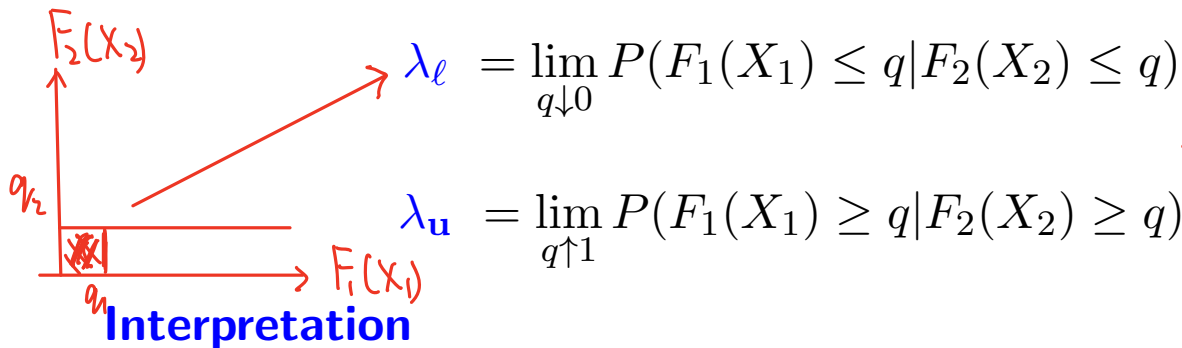 F₂(X₂)
λ_ℓ = lim_{q↓0} P(F₁(X₁) ≤ q|F₂(X₂) ≤ q)
q₂
λ_u = lim_{q↑1} P(F₁(X₁) ≥ q|F₂(X₂) ≥ q)
F₁(X₁)
q₁
Interpretation